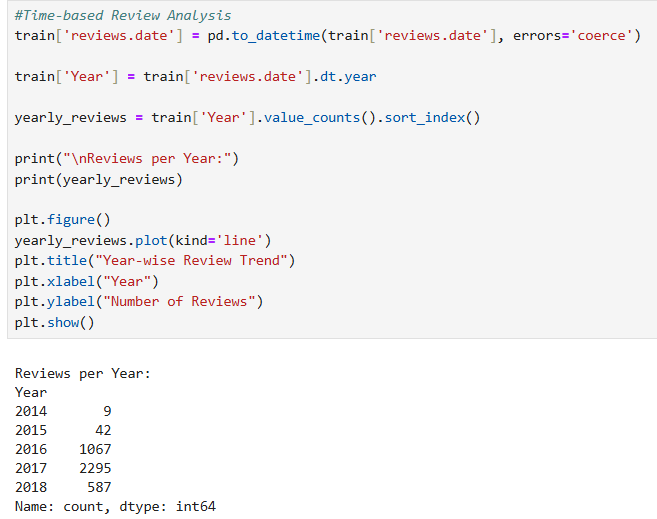 #Time-based Review Analysis
train['reviews.date'] = pd.to_datetime(train['reviews.date'], errors='coerce')
train['Year'] = train['reviews.date'].dt.year
yearly_reviews = train['Year'].value_counts().sort_index()
print("\nReviews per Year:")
print(yearly_reviews)
plt.figure()
yearly_reviews.plot(kind='line')
plt.title("Year-wise Review Trend")
plt.xlabel("Year")
plt.ylabel("Number of Reviews")
plt.show()
Reviews per Year:
Year
2014       9
2015      42
2016    1067
2017    2295
2018     587
Name: count, dtype: int64